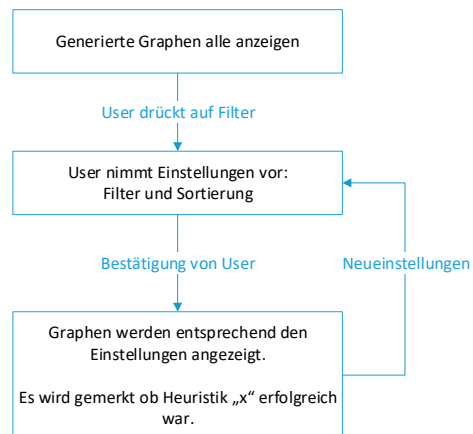 Generierte Graphen alle anzeigen
User drückt auf Filter
User nimmt Einstellungen vor:
Filter und Sortierung
Bestätigung von User
Neueinstellungen
Graphen werden entsprechend den
Einstellungen angezeigt.
Es wird gemerkt ob Heuristik „x“ erfolgreich
war.